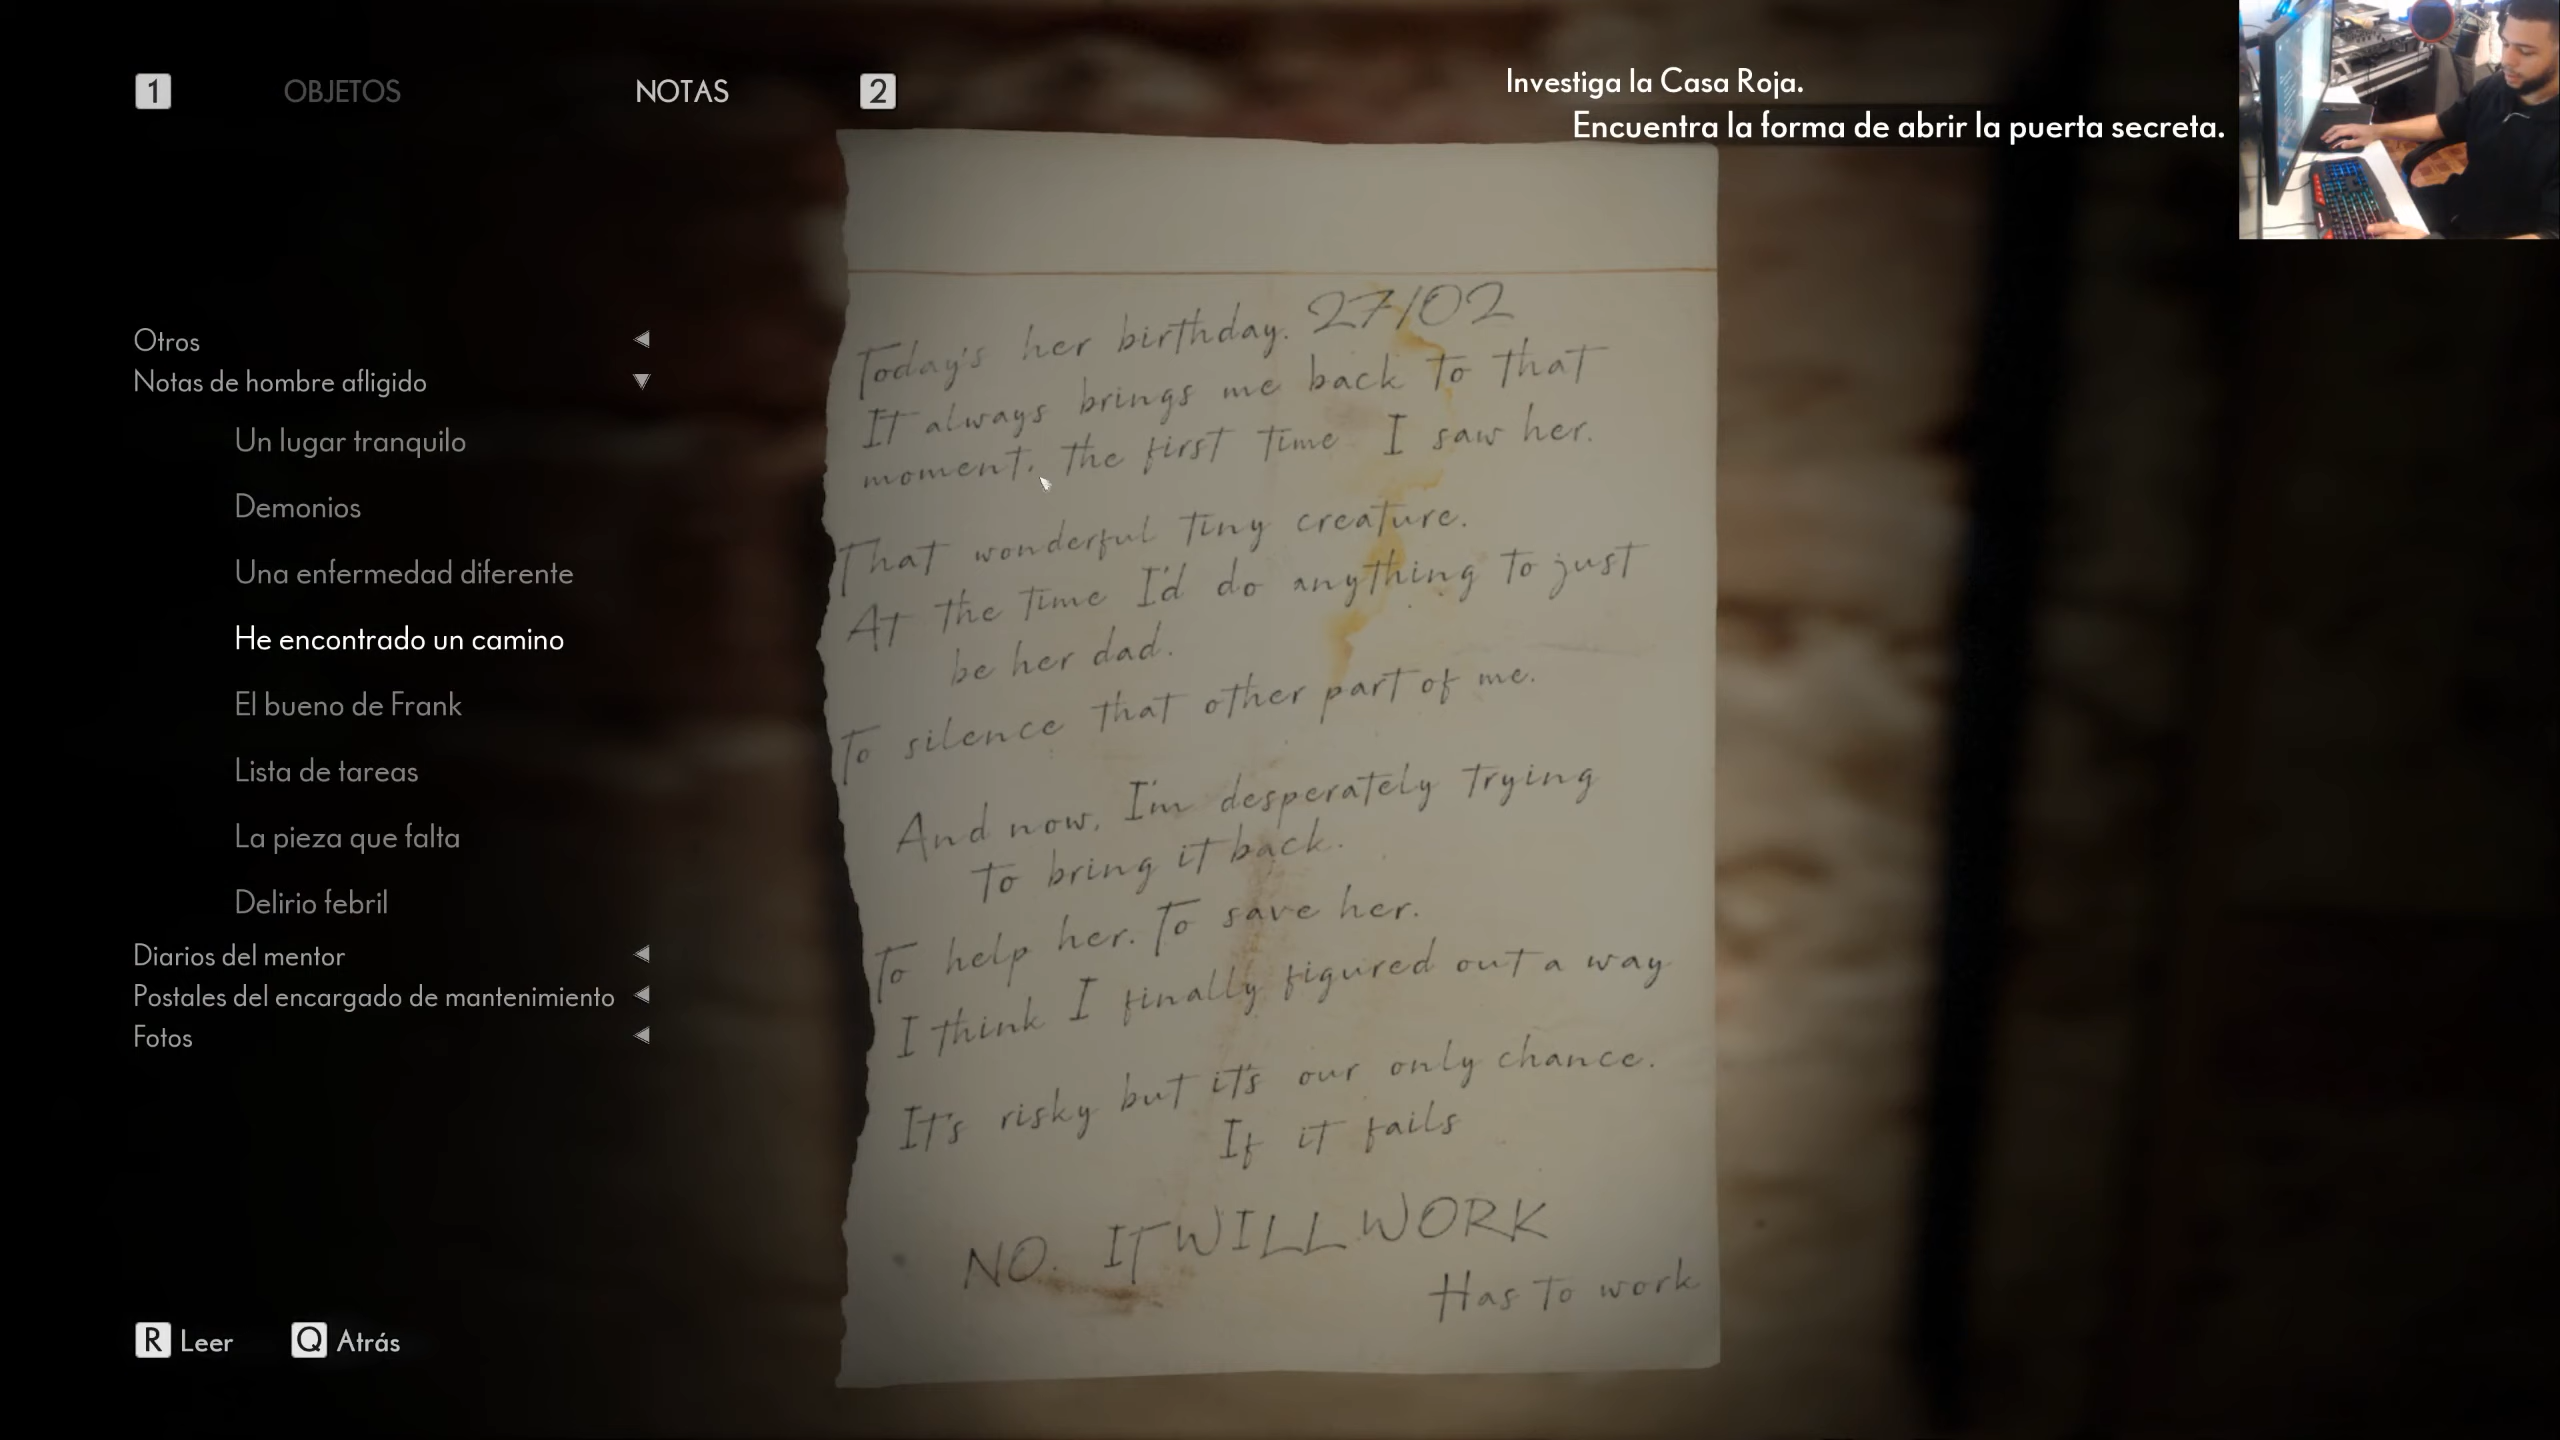 1 OBJETOS NOTAS 2
Investiga la Casa Roja.
Encuentra la forma de abrir la puerta secreta.
Otros
Notas de hombre afligido
Un lugar tranquilo
Demonios
Una enfermedad diferente
He encontrado un camino
El bueno de Frank
Lista de tareas
La pieza que falta
Delirio febril
Diarios del mentor
Postales del encargado de mantenimiento
Fotos
R Leer Q Atrás
Today's her birthday. 27/02
It always brings me back to that
moment. The first time I saw her.
That wonderful tiny creature.
At the time I'd do anything to just
be her dad.
To silence that other part of me.
And now, I'm desperately trying
to bring it back.
To help her. To save her.
I think I finally figured out a way
It's risky but it's our only chance.
If it fails
NO. IT WILL WORK
Has to work